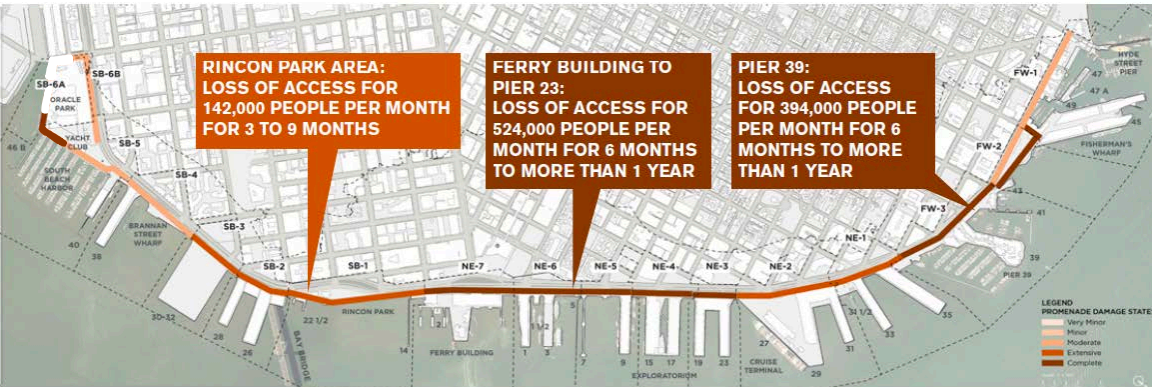 RINCON PARK AREA:
LOSS OF ACCESS FOR
142,000 PEOPLE PER MONTH
FOR 3 TO 9 MONTHS
FERRY BUILDING TO
PIER 23:
LOSS OF ACCESS FOR
524,000 PEOPLE PER
MONTH FOR 6 MONTHS
TO MORE THAN 1 YEAR
PIER 39:
LOSS OF ACCESS
FOR 394,000 PEOPLE
PER MONTH FOR 6
MONTHS TO MORE
THAN 1 YEAR
SB-6A
SB-6B
ORACLE
PARK
YACHT
CLUB
46 B
SOUTH
BEACH
HARBOR
SB-5
SB-4
40
38
BRANNAN
STREET
WHARF
SB-3
30-32
28
26
SB-2
BAY BRIDGE
22 1/2
SB-1
RINCON PARK
14
NE-7
2
FERRY BUILDING
NE-6
1
1 1/2
3
5
NE-5
7
9
NE-4
15
17
EXPLORATORIUM
NE-3
19
23
NE-2
27
CRUISE
TERMINAL
29
NE-1
31 1/2
31
33
35
FW-3
PIER 39
39
41
43
FW-2
FISHERMAN'S
WHARF
45
FW-1
47
47 A
49
HYDE
STREET
PIER
LEGEND
PROMENADE DAMAGE STATE
Very Minor
Minor
Moderate
Extensive
Complete